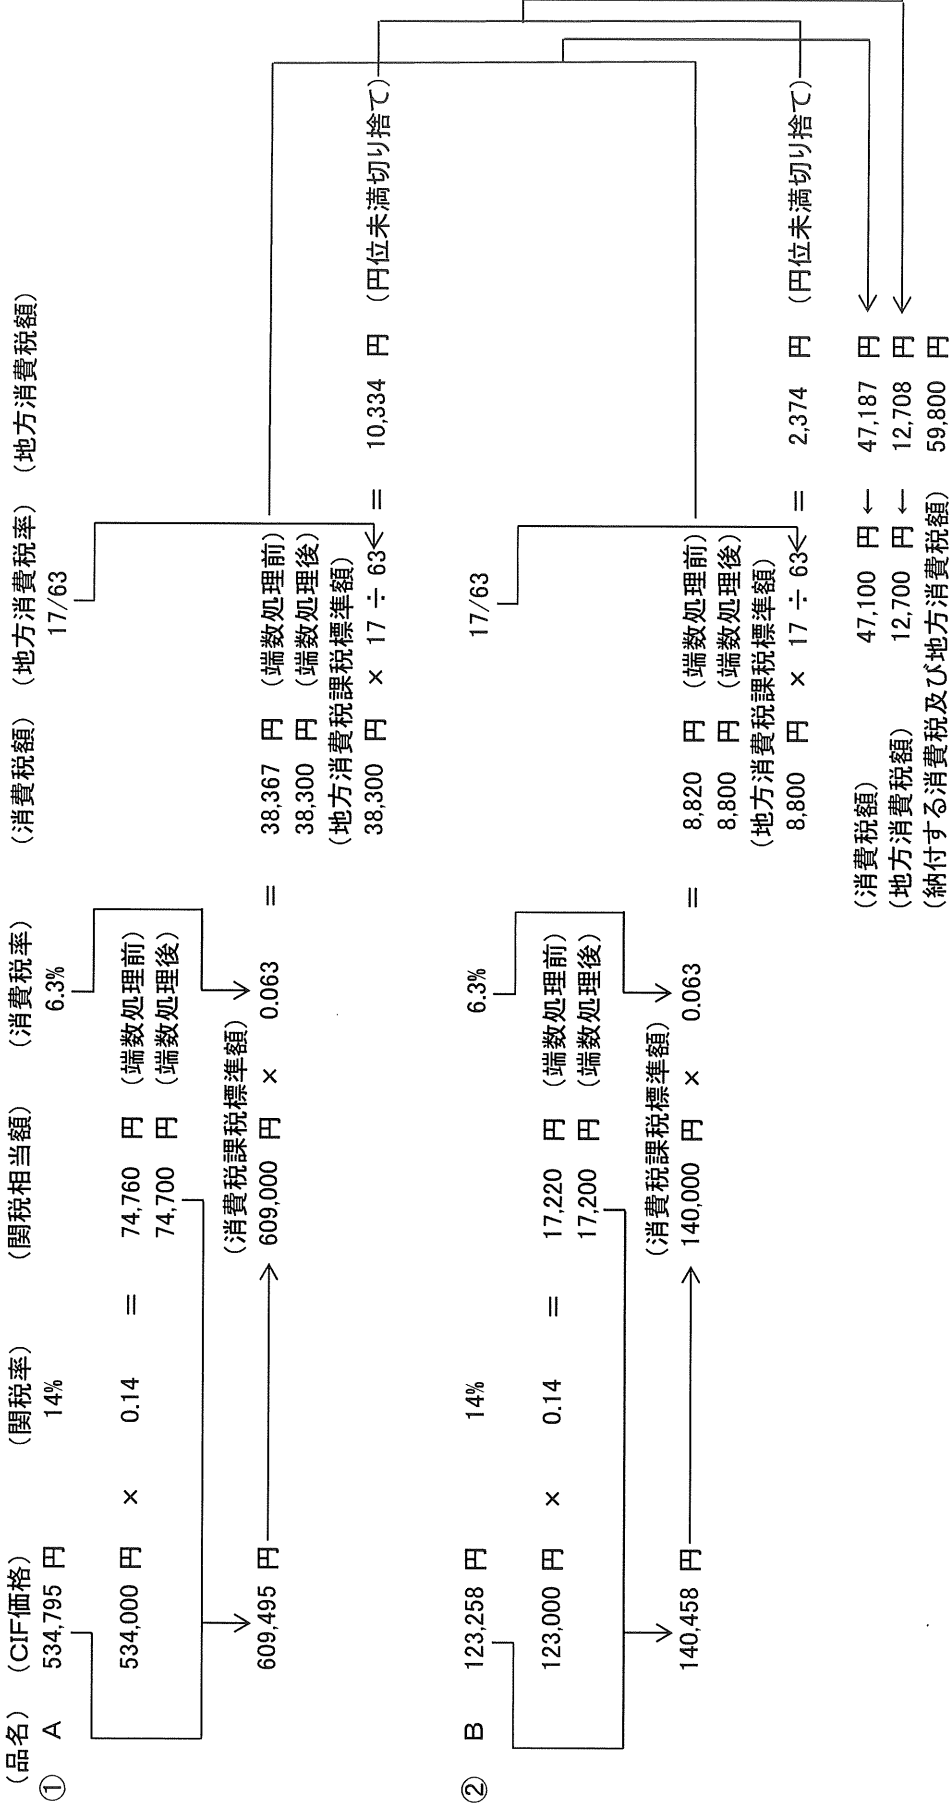 (品名) (CIF価格) (関税率) (関税相当額) (消費税率) (消費税額) (地方消費税率) (地方消費税額)
① A 534,795 円 14% 6.3% 17/63
534,000 円 × 0.14 = 74,760 円 (端数処理前)
74,700 円 (端数処理後)
(消費税課税標準額)
609,495 円 609,000 円 × 0.063 = 38,367 円 (端数処理前)
38,300 円 (端数処理後)
(地方消費税課税標準額)
38,300 円 × 17 ÷ 63 = 10,334 円 (円位未満切り捨て)
② B 123,258 円 14% 6.3% 17/63
123,000 円 × 0.14 = 17,220 円 (端数処理前)
17,200 円 (端数処理後)
(消費税課税標準額)
140,458 円 140,000 円 × 0.063 = 8,820 円 (端数処理前)
8,800 円 (端数処理後)
(地方消費税課税標準額)
8,800 円 × 17 ÷ 63 = 2,374 円 (円位未満切り捨て)
(消費税額) 47,100 円 ← 47,187 円
(地方消費税額) 12,700 円 ← 12,708 円
(納付する消費税及び地方消費税額) 59,800 円